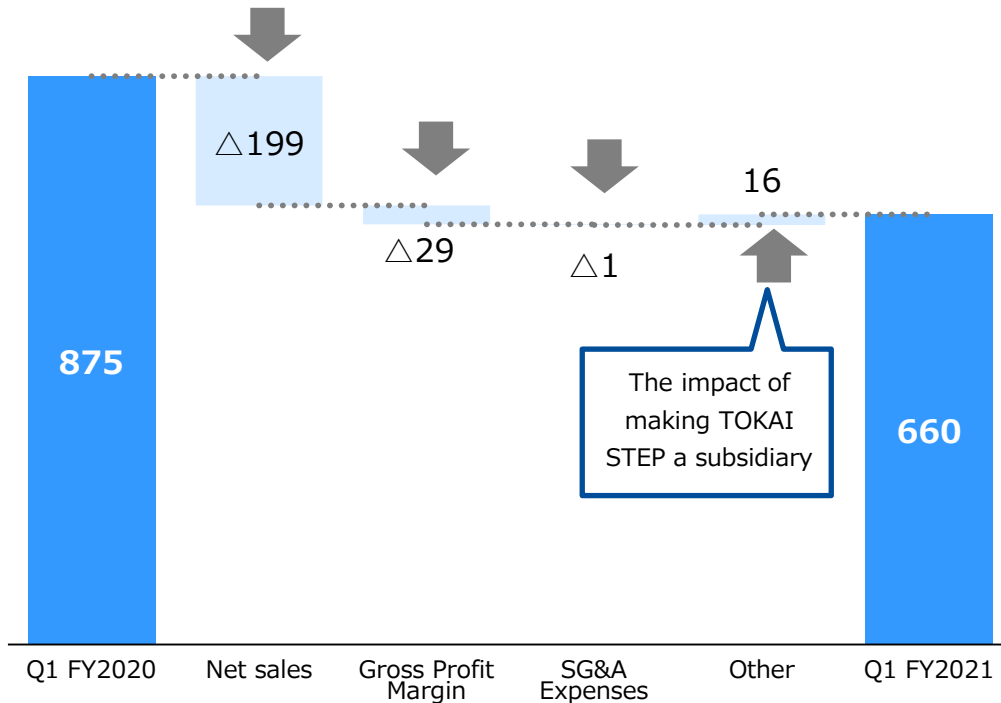 △199
16
△29
△1
875
The impact of
making TOKAI
STEP a subsidiary
660
Q1 FY2020
Net sales
Gross Profit
Margin
SG&A
Expenses
Other
Q1 FY2021